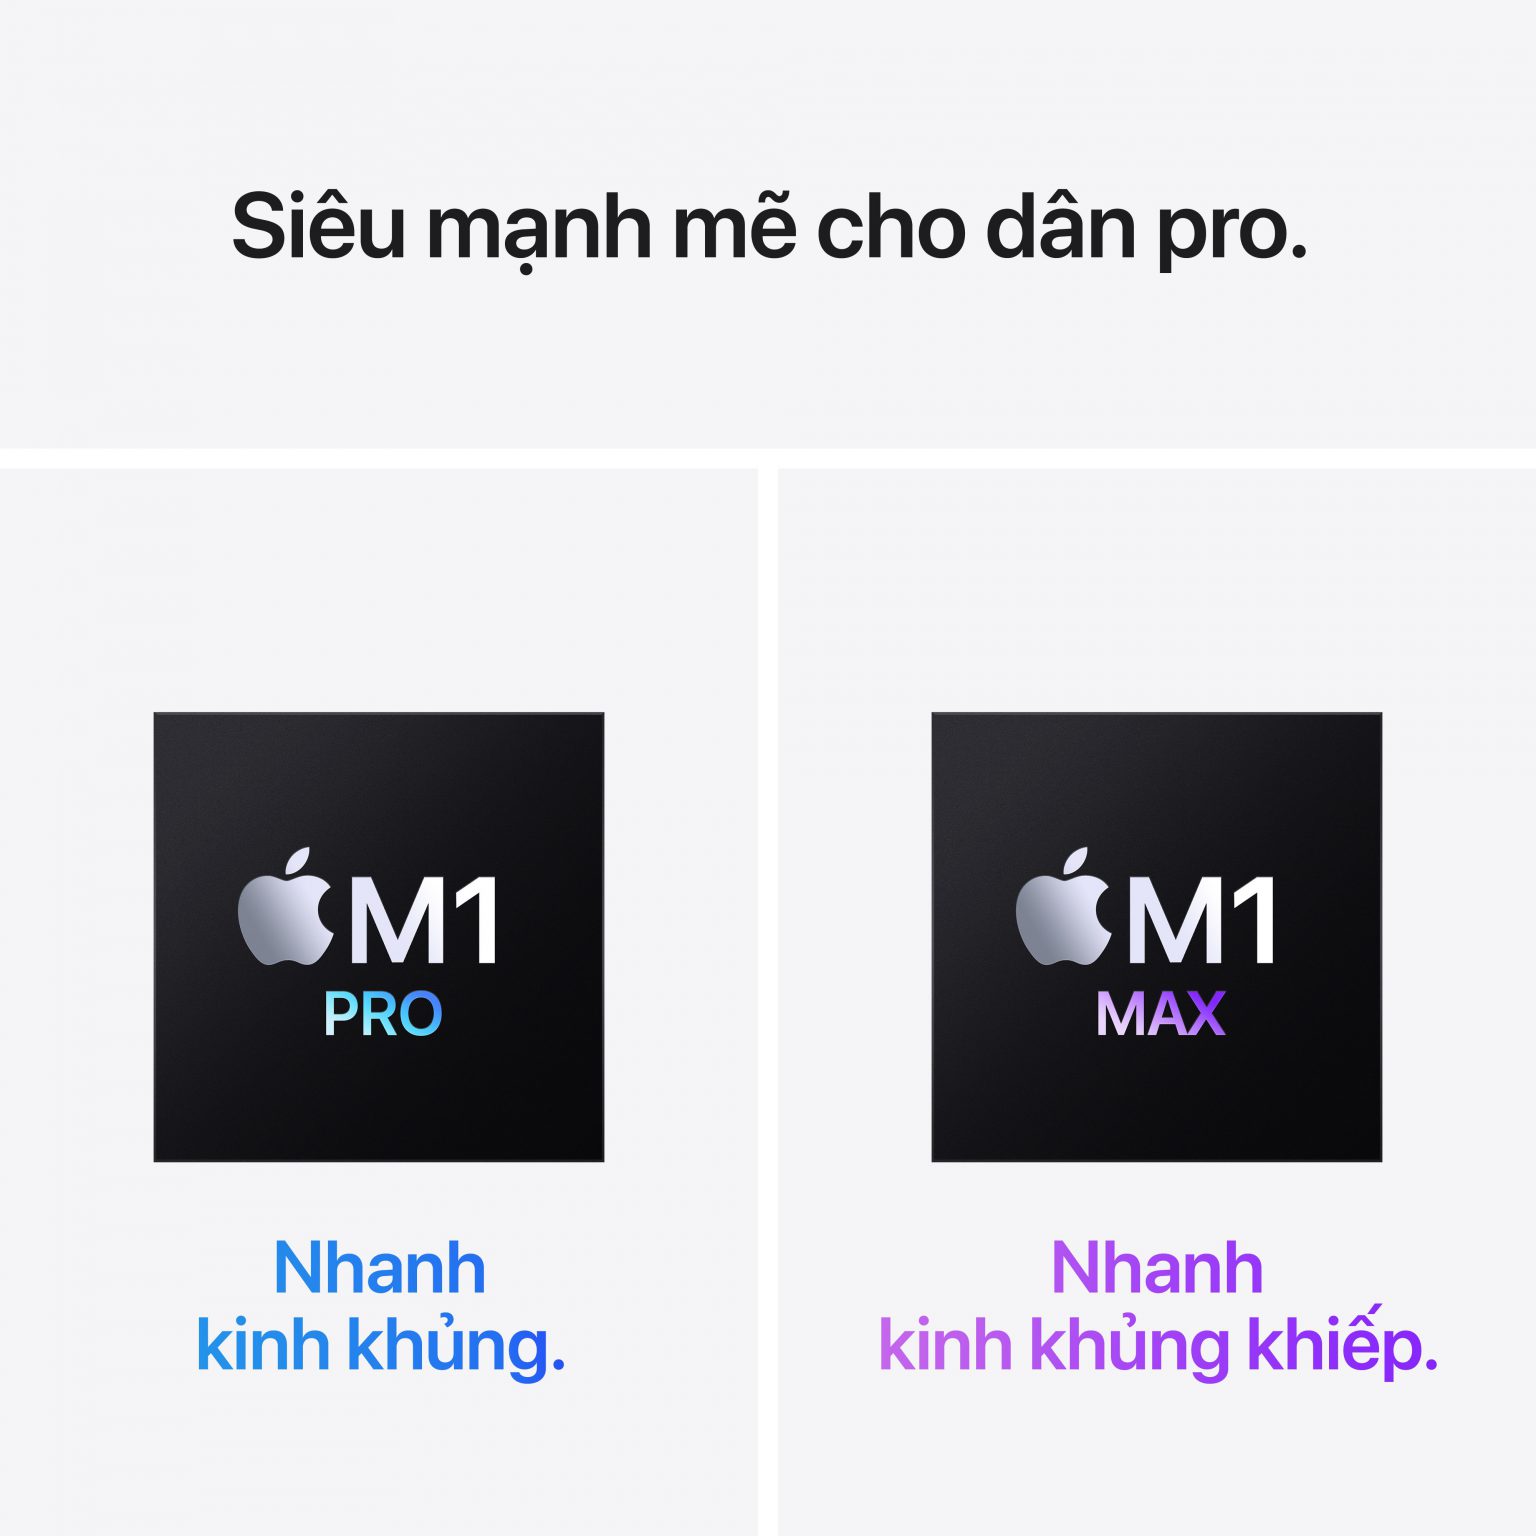 Siêu mạnh mẽ cho dân pro.
M1
PRO
Nhanh
kinh khủng.
M1
MAX
Nhanh
kinh khủng khiếp.